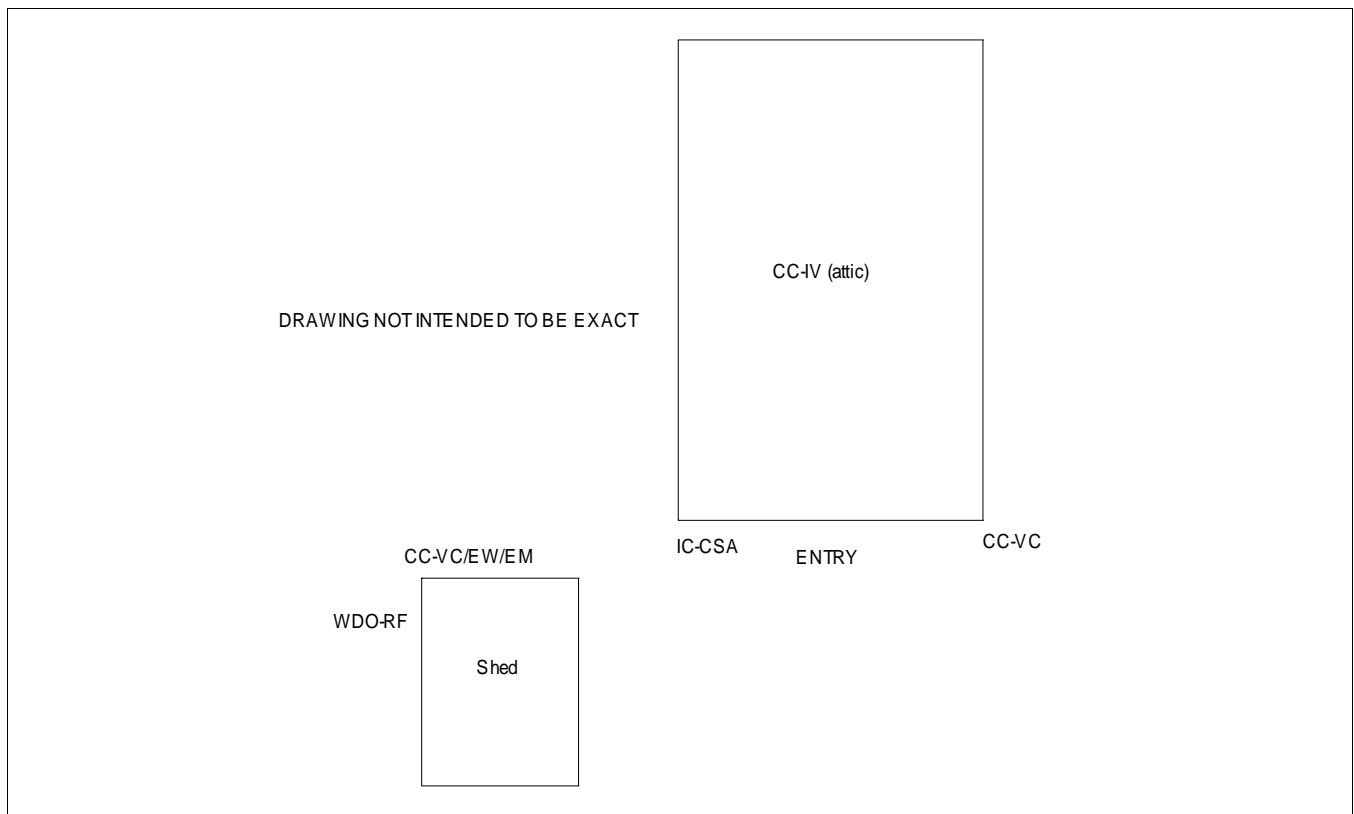 CC-IV (attic)
DRAWING NOT INTENDED TO BE EXACT
IC-CSA
ENTRY
CC-VC
CC-VC/EW/EM
WDO-RF
Shed